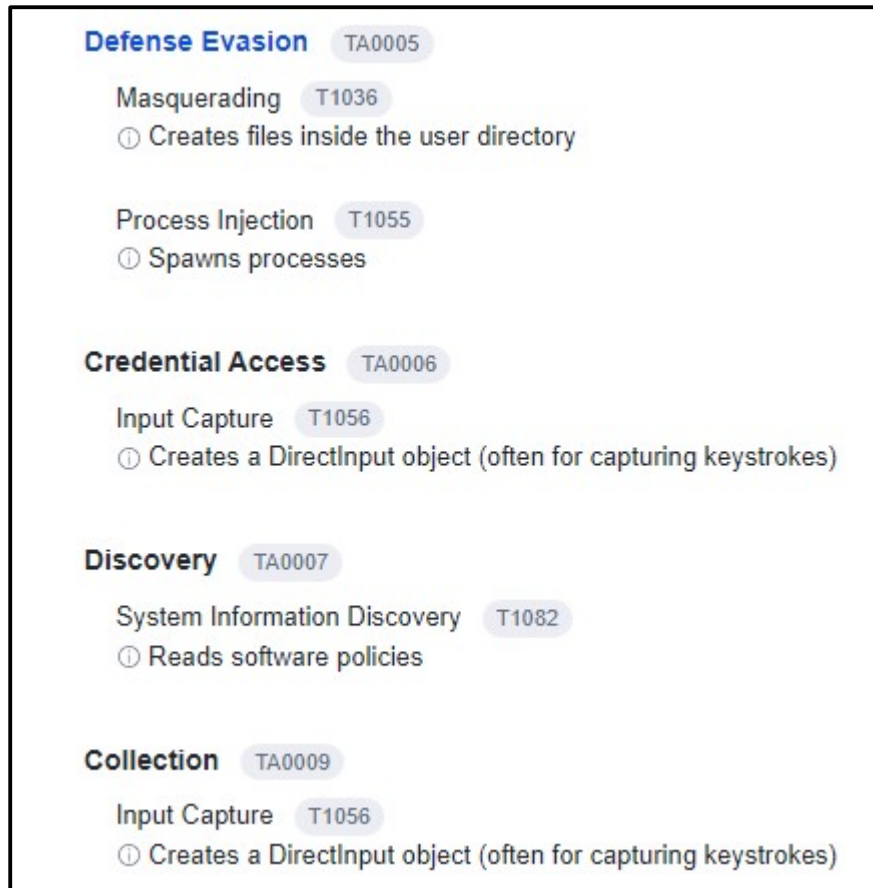 Defense Evasion TA0005
Masquerading T1036
ⓘ Creates files inside the user directory
Process Injection T1055
ⓘ Spawns processes
Credential Access TA0006
Input Capture T1056
ⓘ Creates a DirectInput object (often for capturing keystrokes)
Discovery TA0007
System Information Discovery T1082
ⓘ Reads software policies
Collection TA0009
Input Capture T1056
ⓘ Creates a DirectInput object (often for capturing keystrokes)